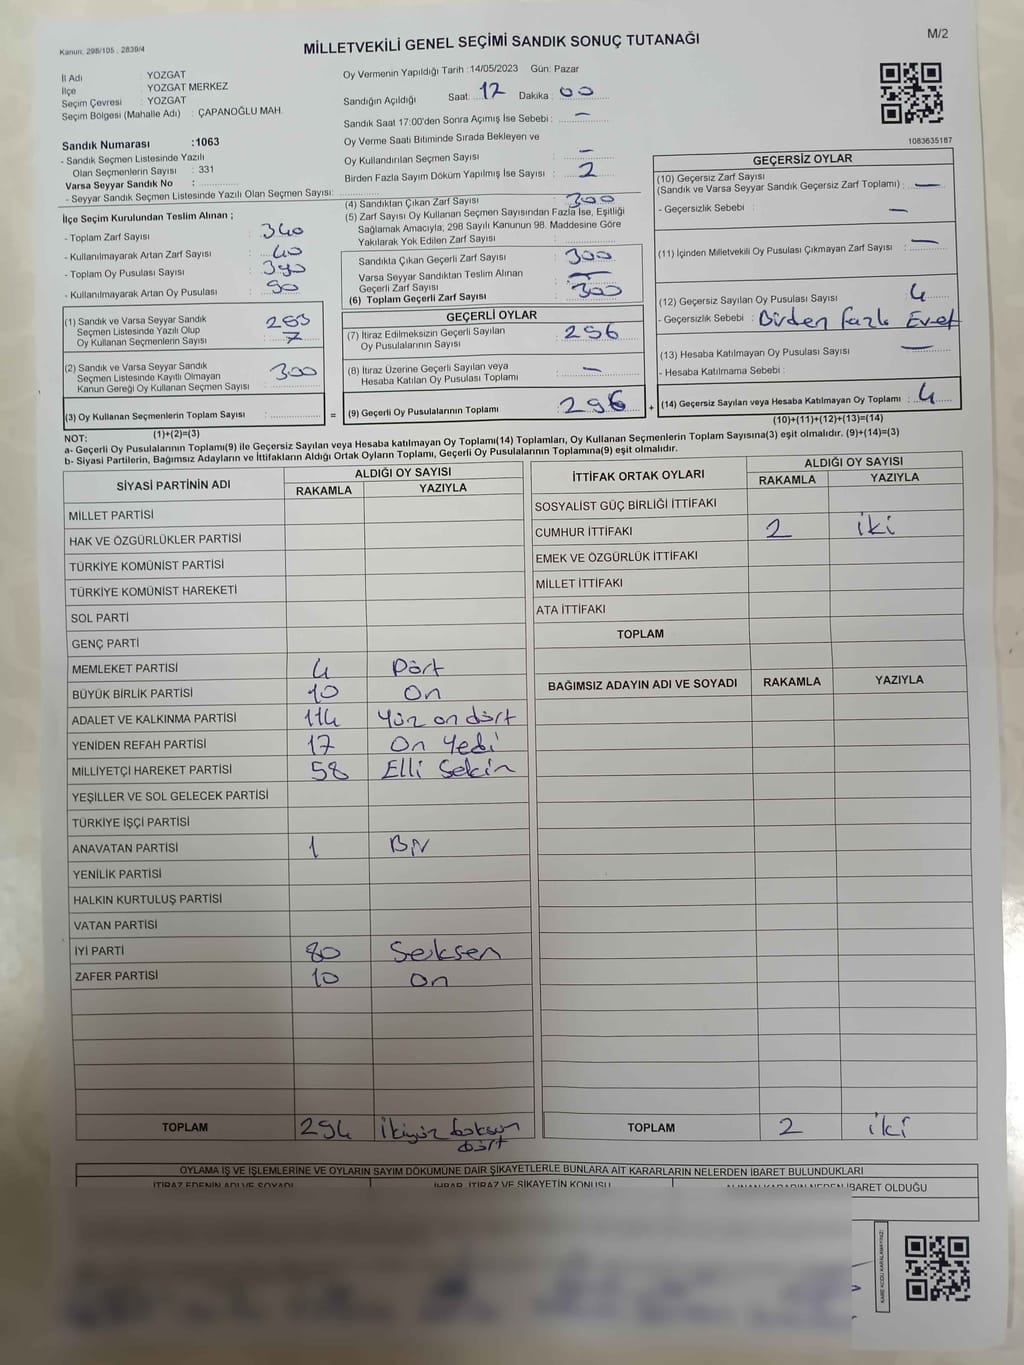 Kanun. 298/105 . 2839/4
MİLLETVEKİLİ GENEL SEÇİMİ SANDIK SONUÇ TUTANAĞI
M/2
İl Adı : YOZGAT
İlçe : YOZGAT MERKEZ
Seçim Çevresi : YOZGAT
Seçim Bölgesi (Mahalle Adı) : ÇAPANOĞLU MAH.
Sandık Numarası :1063
- Sandık Seçmen Listesinde Yazılı
Olan Seçmenlerin Sayısı : 331
Varsa Seyyar Sandık No :
- Seyyar Sandık Seçmen Listesinde Yazılı Olan Seçmen Sayısı:
Oy Vermenin Yapıldığı Tarih :14/05/2023 Gün: Pazar
Sandığın Açıldığı Saat. 17 Dakika 00
Sandık Saat 17:00'den Sonra Açımış İse Sebebi : —
Oy Verme Saati Bitiminde Sırada Bekleyen ve
Oy Kullandırılan Seçmen Sayısı : —
Birden Fazla Sayım Döküm Yapılmış İse Sayısı : 2
1083635187
İlçe Seçim Kurulundan Teslim Alınan ;
- Toplam Zarf Sayısı : 340
- Kullanılmayarak Artan Zarf Sayısı : 40
- Toplam Oy Pusulası Sayısı : 390
- Kullanılmayarak Artan Oy Pusulası : 90
(1) Sandık ve Varsa Seyyar Sandık
Seçmen Listesinde Yazılı Olup
Oy Kullanan Seçmenlerin Sayısı : 293
7
(2) Sandık ve Varsa Seyyar Sandık
Seçmen Listesinde Kayıtlı Olmayan
Kanun Gereği Oy Kullanan Seçmen Sayısı : 300
(3) Oy Kullanan Seçmenlerin Toplam Sayısı :
(1)+(2)=(3)
(4) Sandıktan Çıkan Zarf Sayısı : 300
(5) Zarf Sayısı Oy Kullanan Seçmen Sayısından Fazla İse, Eşitliği
Sağlamak Amacıyla; 298 Sayılı Kanunun 98. Maddesine Göre
Yakılarak Yok Edilen Zarf Sayısı :
Sandıkta Çıkan Geçerli Zarf Sayısı : 300
Varsa Seyyar Sandıktan Teslim Alınan
Geçerli Zarf Sayısı : —
(6) Toplam Geçerli Zarf Sayısı : 300
GEÇERLİ OYLAR
(7) İtiraz Edilmeksizin Geçerli Sayılan
Oy Pusulalarının Sayısı : 296
(8) İtiraz Üzerine Geçerli Sayılan veya
Hesaba Katılan Oy Pusulası Toplamı : —
= (9) Geçerli Oy Pusulalarının Toplamı : 296 +
GEÇERSİZ OYLAR
(10) Geçersiz Zarf Sayısı
(Sandık ve Varsa Seyyar Sandık Geçersiz Zarf Toplamı) : —
- Geçersizlik Sebebi : —
(11) İçinden Milletvekili Oy Pusulası Çıkmayan Zarf Sayısı : —
(12) Geçersiz Sayılan Oy Pusulası Sayısı : 4
- Geçersizlik Sebebi : Birden fazla Evet
(13) Hesaba Katılmayan Oy Pusulası Sayısı : —
- Hesaba Katılmama Sebebi :
(14) Geçersiz Sayılan veya Hesaba Katılmayan Oy Toplamı : 4
(10)+(11)+(12)+(13)=(14)
NOT:
a- Geçerli Oy Pusulalarının Toplamı(9) ile Geçersiz Sayılan veya Hesaba katılmayan Oy Toplamı(14) Toplamları, Oy Kullanan Seçmenlerin Toplam Sayısına(3) eşit olmalıdır. (9)+(14)=(3)
b- Siyasi Partilerin, Bağımsız Adayların ve İttifakların Aldığı Ortak Oyların Toplamı, Geçerli Oy Pusulalarının Toplamına(9) eşit olmalıdır.
SİYASİ PARTİNİN ADI
ALDIĞI OY SAYISI
RAKAMLA YAZIYLA
MİLLET PARTİSİ
HAK VE ÖZGÜRLÜKLER PARTİSİ
TÜRKİYE KOMÜNİST PARTİSİ
TÜRKİYE KOMÜNİST HAREKETİ
SOL PARTİ
GENÇ PARTİ
MEMLEKET PARTİSİ 4 Dört
BÜYÜK BİRLİK PARTİSİ 10 On
ADALET VE KALKINMA PARTİSİ 114 Yüz on dört
YENİDEN REFAH PARTİSİ 17 On Yedi
MİLLİYETÇİ HAREKET PARTİSİ 58 Elli Sekin
YEŞİLLER VE SOL GELECEK PARTİSİ
TÜRKİYE İŞÇİ PARTİSİ
ANAVATAN PARTİSİ 1 Bir
YENİLİK PARTİSİ
HALKIN KURTULUŞ PARTİSİ
VATAN PARTİSİ
İYİ PARTİ 80 Seksen
ZAFER PARTİSİ 10 On
TOPLAM 294 İkiyüz doksan
dört
İTTİFAK ORTAK OYLARI
ALDIĞI OY SAYISI
RAKAMLA YAZIYLA
SOSYALİST GÜÇ BİRLİĞİ İTTİFAKI
CUMHUR İTTİFAKI 2 iki
EMEK VE ÖZGÜRLÜK İTTİFAKI
MİLLET İTTİFAKI
ATA İTTİFAKI
TOPLAM
BAĞIMSIZ ADAYIN ADI VE SOYADI RAKAMLA YAZIYLA
TOPLAM 2 iki
OYLAMA İŞ VE İŞLEMLERİNE VE OYLARIN SAYIM DÖKÜMÜNE DAİR ŞİKAYETLERLE BUNLARA AİT KARARLARIN NELERDEN İBARET BULUNDUKLARI
İTİRAZ EDENİN ADI VE SOYADI
İHBAR, İTİRAZ VE ŞİKAYETİN KONUSU
ALINAN KARARIN NEDEN İBARET OLDUĞU
KARE KODU KARALAMAYINIZ!